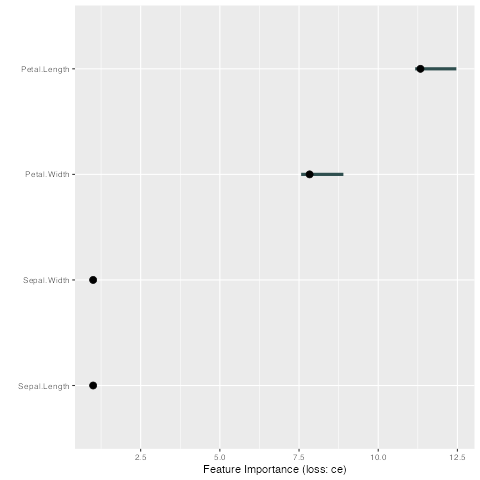 Petal.Length
Petal.Width
Sepal.Width
Sepal.Length
2.5 5.0 7.5 10.0 12.5
Feature Importance (loss: ce)